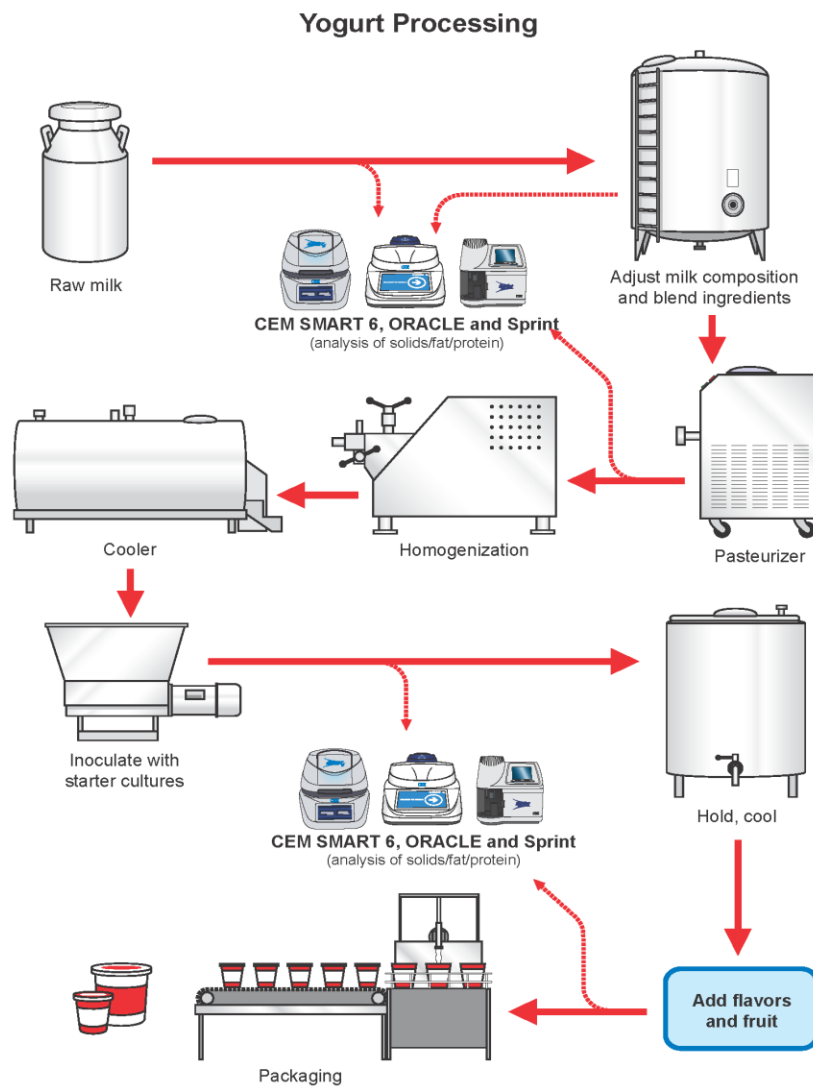 Yogurt Processing
Raw milk
Adjust milk composition
and blend ingredients
CEM SMART 6, ORACLE and Sprint
(analysis of solids/fat/protein)
Cooler
Homogenization
Pasteurizer
Inoculate with
starter cultures
Hold, cool
CEM SMART 6, ORACLE and Sprint
(analysis of solids/fat/protein)
Add flavors
and fruit
Packaging